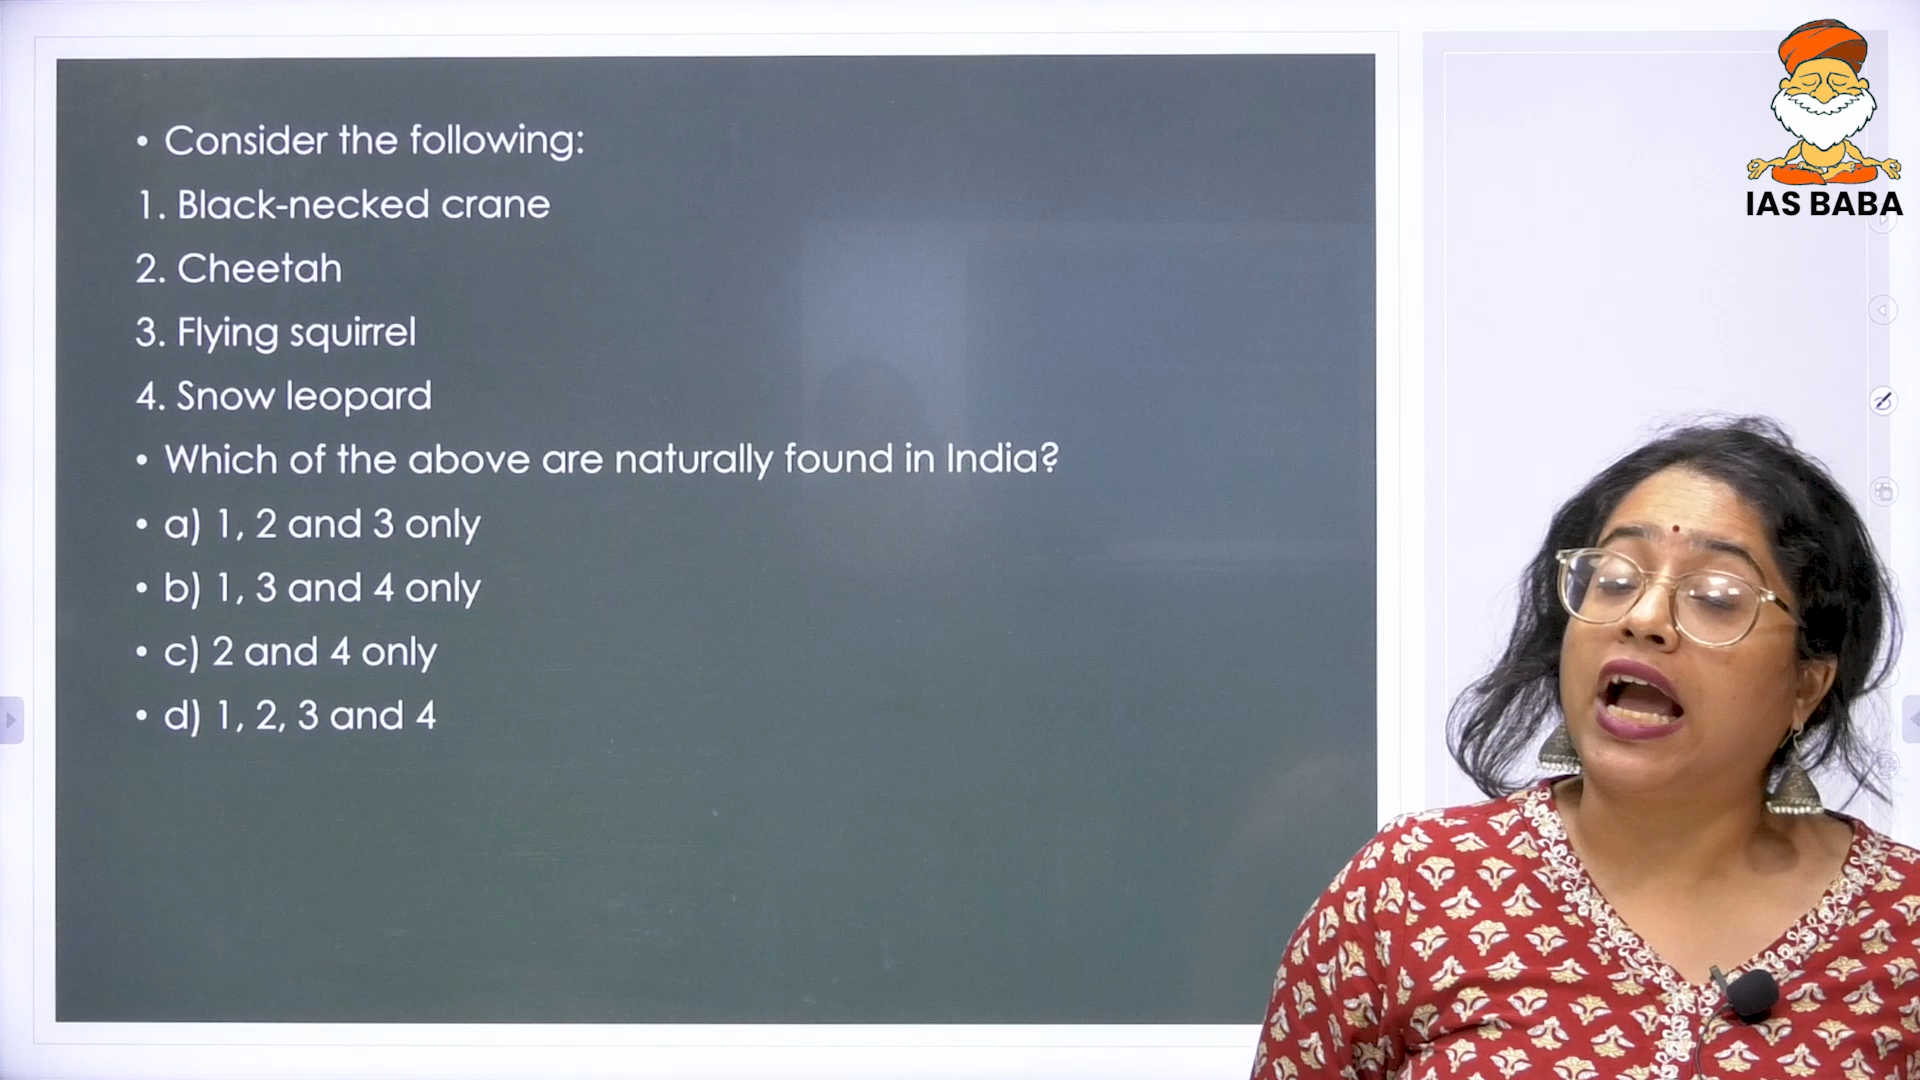 • Consider the following:
1. Black-necked crane
2. Cheetah
3. Flying squirrel
4. Snow leopard
• Which of the above are naturally found in India?
• a) 1, 2 and 3 only
• b) 1, 3 and 4 only
• c) 2 and 4 only
• d) 1, 2, 3 and 4
IAS BABA